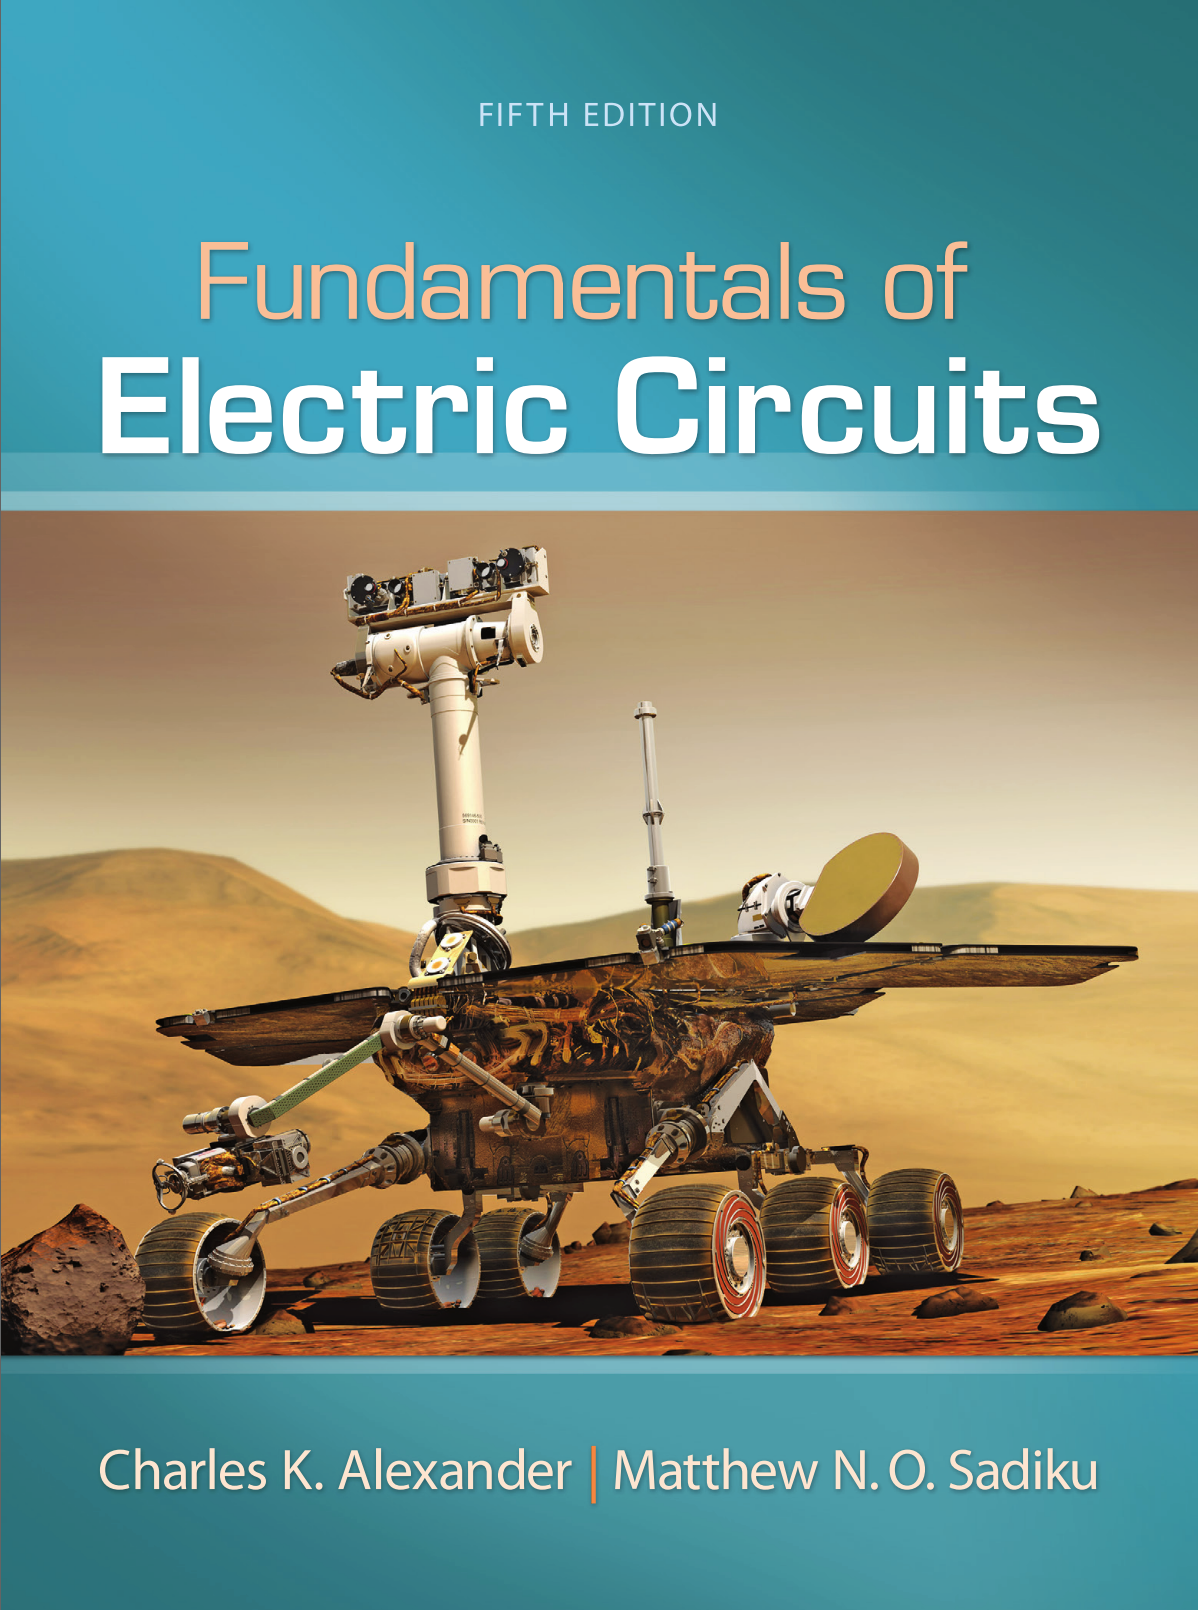 FIFTH EDITION
Fundamentals of
Electric Circuits
Charles K. Alexander | Matthew N. O. Sadiku